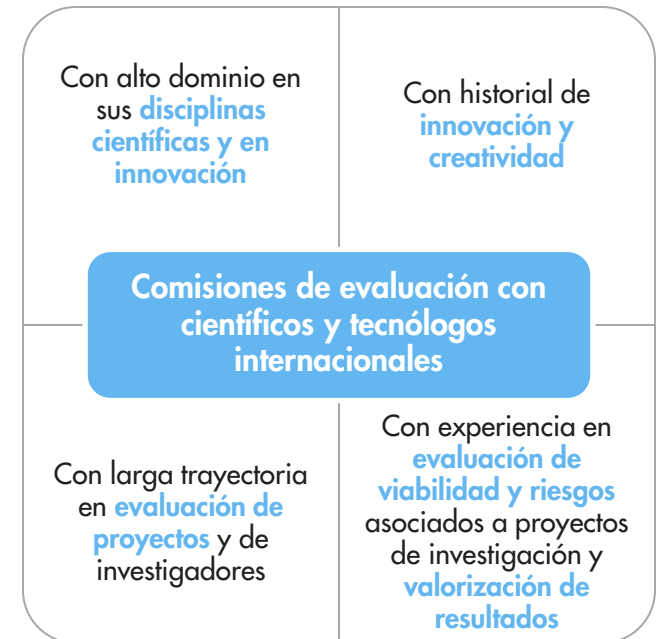 Con alto dominio en
sus disciplinas
científicas y en
innovación
Con historial de
innovación y
creatividad
Comisiones de evaluación con
científicos y tecnólogos
internacionales
Con larga trayectoria
en evaluación de
proyectos y de
investigadores
Con experiencia en
evaluación de
viabilidad y riesgos
asociados a proyectos
de investigación y
valorización de
resultados